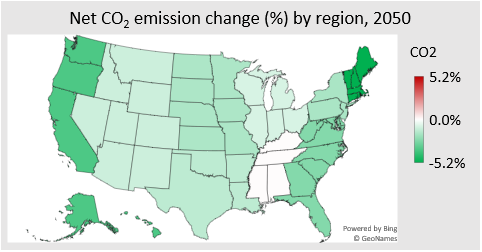 Net CO₂ emission change (%) by region, 2050
CO2
5.2%
0.0%
-5.2%
Powered by Bing
© GeoNames